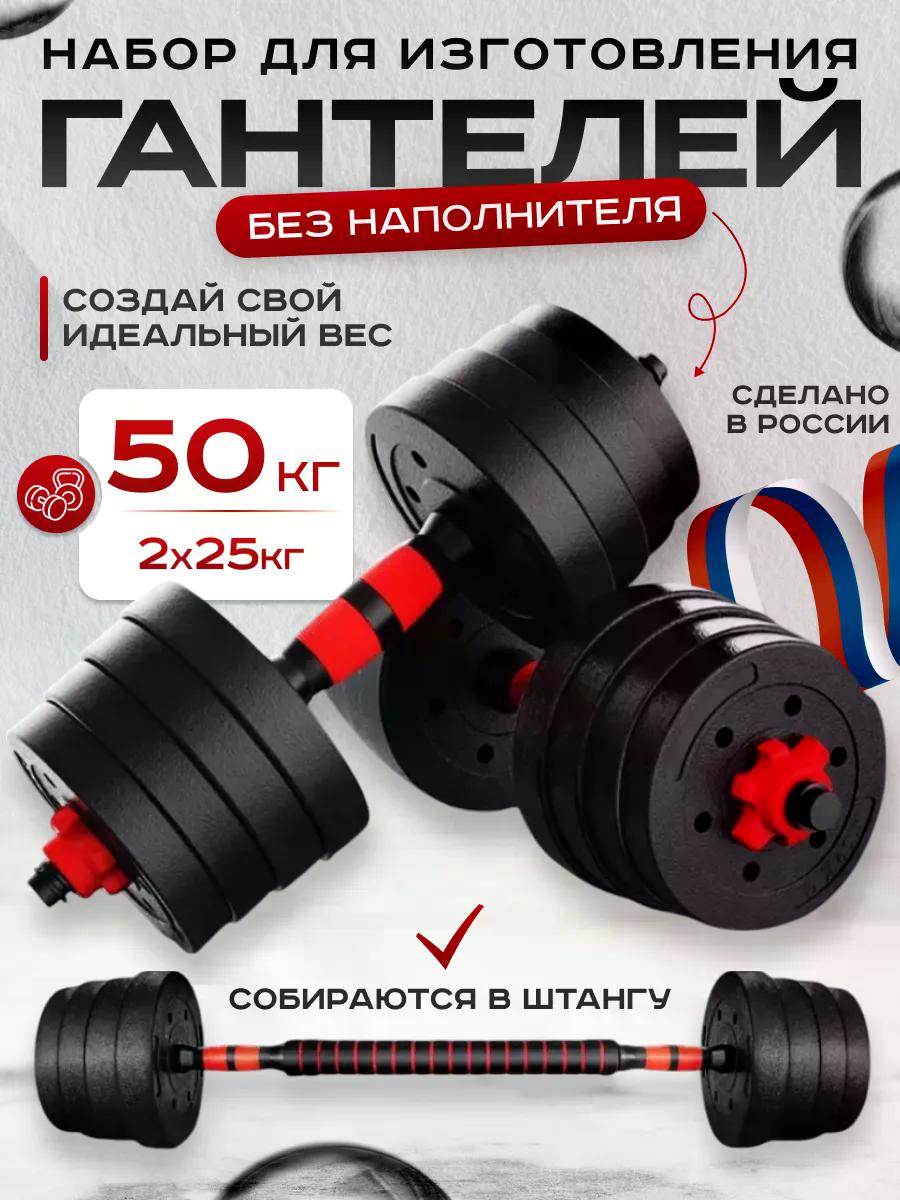 НАБОР ДЛЯ ИЗГОТОВЛЕНИЯ
ГАНТЕЛЕЙ
БЕЗ НАПОЛНИТЕЛЯ
СОЗДАЙ СВОЙ
ИДЕАЛЬНЫЙ ВЕС
СДЕЛАНО
В РОССИИ
50 КГ
2х25КГ
СОБИРАЮТСЯ В ШТАНГУ